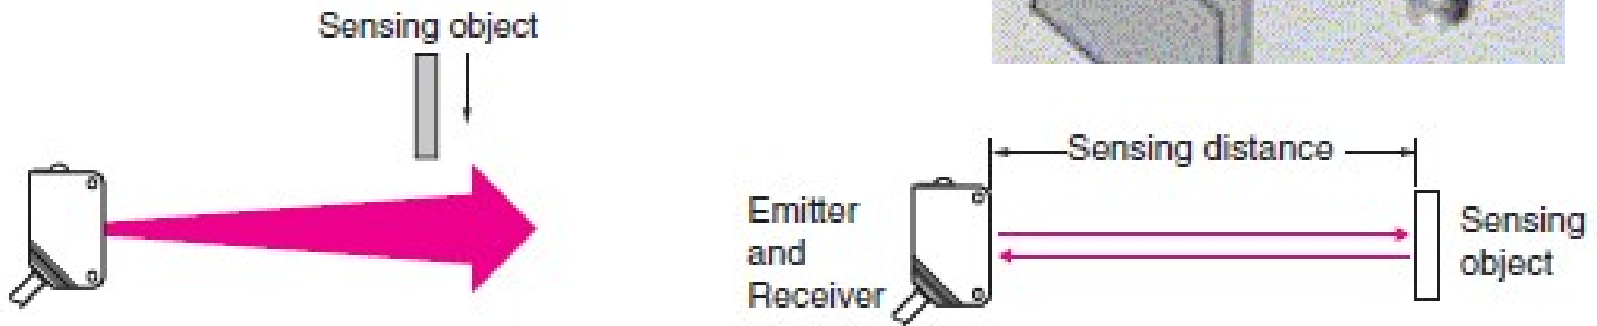 Sensing object
Sensing distance
Emitter
and
Receiver
Sensing
object